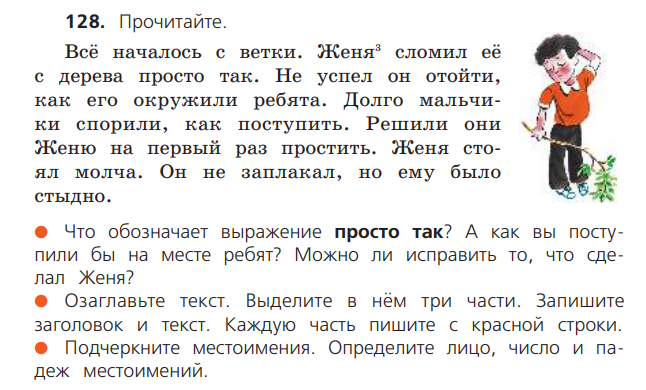 128. Прочитайте.
Всё началось с ветки. Женя³ сломил её
с дерева просто так. Не успел он отойти,
как его окружили ребята. Долго мальчи-
ки спорили, как поступить. Решили они
Женю на первый раз простить. Женя сто-
ял молча. Он не заплакал, но ему было
стыдно.
● Что обозначает выражение просто так? А как вы посту-
пили бы на месте ребят? Можно ли исправить то, что сде-
лал Женя?
● Озаглавьте текст. Выделите в нём три части. Запишите
заголовок и текст. Каждую часть пишите с красной строки.
● Подчеркните местоимения. Определите лицо, число и па-
деж местоимений.